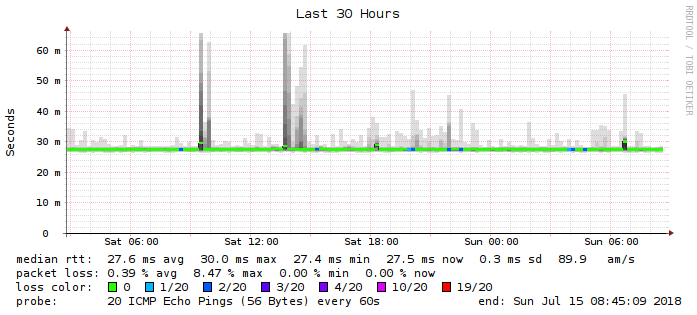 Last 30 Hours
RRDTOOL / TOBI OETIKER
Seconds
60 m
50 m
40 m
30 m
20 m
10 m
0
Sat 06:00 Sat 12:00 Sat 18:00 Sun 00:00 Sun 06:00
median rtt: 27.6 ms avg 30.0 ms max 27.4 ms min 27.5 ms now 0.3 ms sd 89.9 am/s
packet loss: 0.39 % avg 8.47 % max 0.00 % min 0.00 % now
loss color: 0 1/20 2/20 3/20 4/20 10/20 19/20
probe: 20 ICMP Echo Pings (56 Bytes) every 60s end: Sun Jul 15 08:45:09 2018